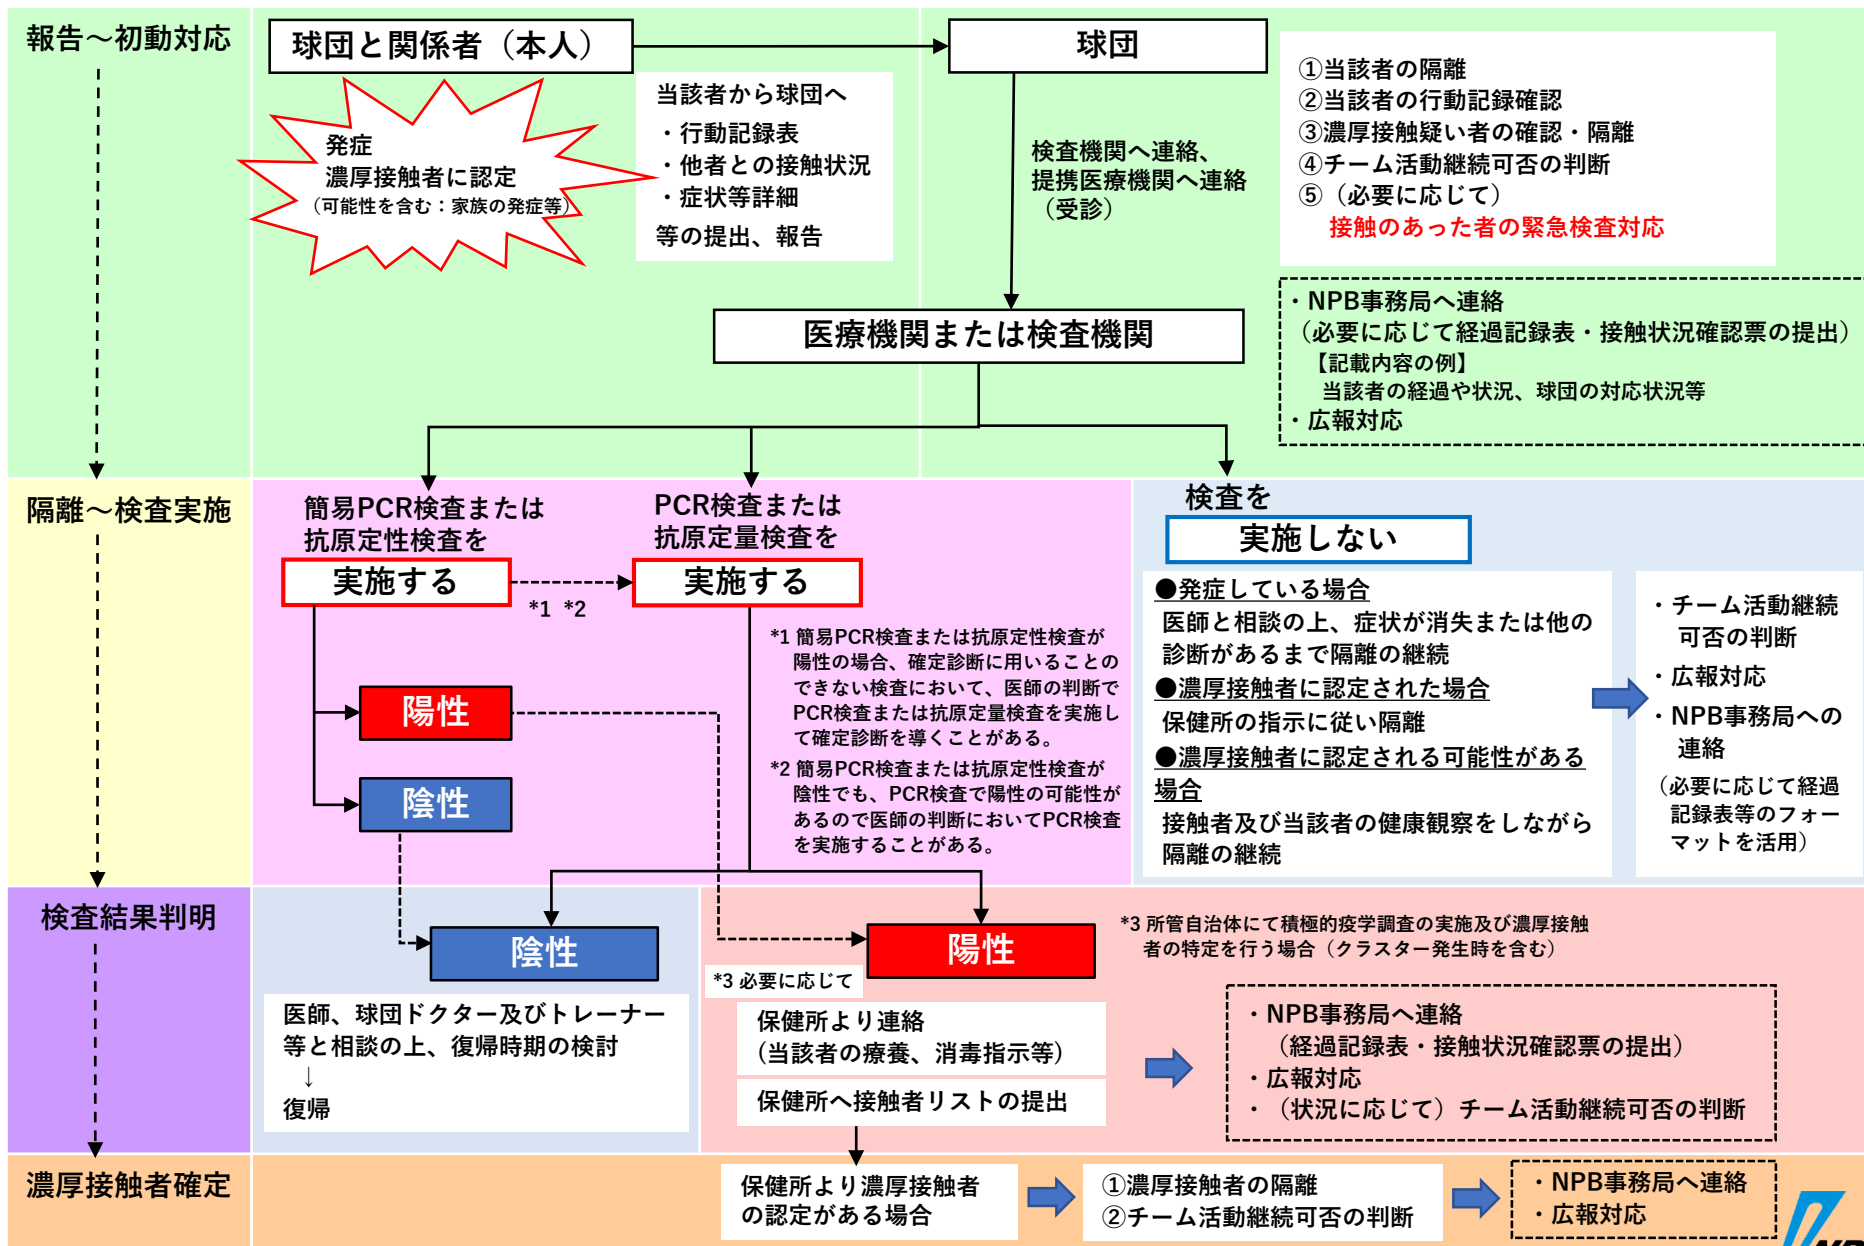 報告～初動対応
球団と関係者（本人）
球団
発症
濃厚接触者に認定
（可能性を含む：家族の発症等）
当該者から球団へ
・行動記録表
・他者との接触状況
・症状等詳細
等の提出、報告
検査機関へ連絡、
提携医療機関へ連絡
（受診）
①当該者の隔離
②当該者の行動記録確認
③濃厚接触疑い者の確認・隔離
④チーム活動継続可否の判断
⑤（必要に応じて）
接触のあった者の緊急検査対応
・NPB事務局へ連絡
（必要に応じて経過記録表・接触状況確認票の提出）
【記載内容の例】
当該者の経過や状況、球団の対応状況等
・広報対応
医療機関または検査機関
隔離～検査実施
簡易PCR検査または
抗原定性検査を
実施する
*1 *2
PCR検査または
抗原定量検査を
実施する
陽性
陰性
*1 簡易PCR検査または抗原定性検査が
陽性の場合、確定診断に用いることの
できない検査において、医師の判断で
PCR検査または抗原定量検査を実施し
て確定診断を導くことがある。
*2 簡易PCR検査または抗原定性検査が
陰性でも、PCR検査で陽性の可能性が
あるので医師の判断においてPCR検査
を実施することがある。
検査を
実施しない
●発症している場合
医師と相談の上、症状が消失または他の
診断があるまで隔離の継続
●濃厚接触者に認定された場合
保健所の指示に従い隔離
●濃厚接触者に認定される可能性がある
場合
接触者及び当該者の健康観察をしながら
隔離の継続
・チーム活動継続
可否の判断
・広報対応
・NPB事務局への
連絡
（必要に応じて経過
記録表等のフォー
マットを活用）
検査結果判明
陰性
医師、球団ドクター及びトレーナー
等と相談の上、復帰時期の検討
↓
復帰
陽性
*3 所管自治体にて積極的疫学調査の実施及び濃厚接触
者の特定を行う場合（クラスター発生時を含む）
*3 必要に応じて
保健所より連絡
(当該者の療養、消毒指示等)
保健所へ接触者リストの提出
・NPB事務局へ連絡
（経過記録表・接触状況確認票の提出）
・広報対応
・（状況に応じて）チーム活動継続可否の判断
濃厚接触者確定
保健所より濃厚接触者
の認定がある場合
①濃厚接触者の隔離
②チーム活動継続可否の判断
・NPB事務局へ連絡
・広報対応